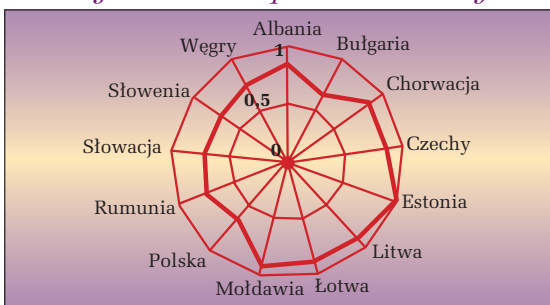 Albania
Węgry
Bułgaria
1
Słowenia
Chorwacja
0,5
Słowacja
Czechy
0
Rumunia
Estonia
Polska
Litwa
Mołdawia
Łotwa